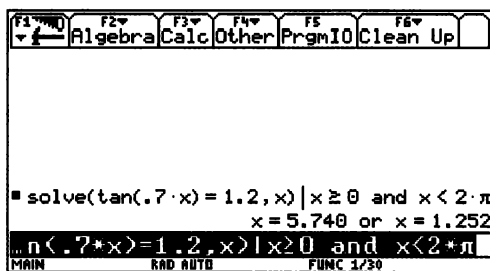 F1 F2 F3 F4 F5 F6
Algebra Calc Other PrgmIO Clean Up
▪ solve(tan(.7·x) = 1.2, x) | x ≥ 0 and x < 2·π
x = 5.740 or x = 1.252
…n(.7*x)=1.2,x)|x≥0 and x<2*π
MAIN RAD AUTO FUNC 1/30